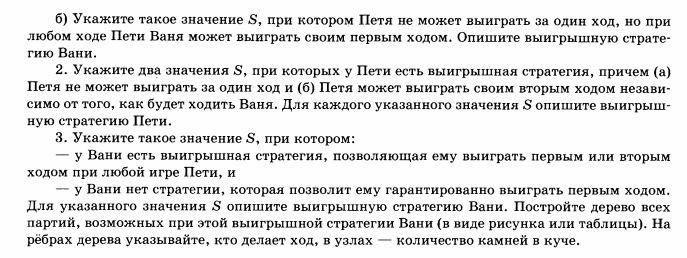 б) Укажите такое значение S, при котором Петя не может выиграть за один ход, но при
любом ходе Пети Ваня может выиграть своим первым ходом. Опишите выигрышную страте-
гию Вани.
2. Укажите два значения S, при которых у Пети есть выигрышная стратегия, причем (а)
Петя не может выиграть за один ход и (б) Петя может выиграть своим вторым ходом незави-
симо от того, как будет ходить Ваня. Для каждого указанного значения S опишите выигрыш-
ную стратегию Пети.
3. Укажите такое значение S, при котором:
— у Вани есть выигрышная стратегия, позволяющая ему выиграть первым или вторым
ходом при любой игре Пети, и
— у Вани нет стратегии, которая позволит ему гарантированно выиграть первым ходом.
Для указанного значения S опишите выигрышную стратегию Вани. Постройте дерево всех
партий, возможных при этой выигрышной стратегии Вани (в виде рисунка или таблицы). На
рёбрах дерева указывайте, кто делает ход, в узлах — количество камней в куче.